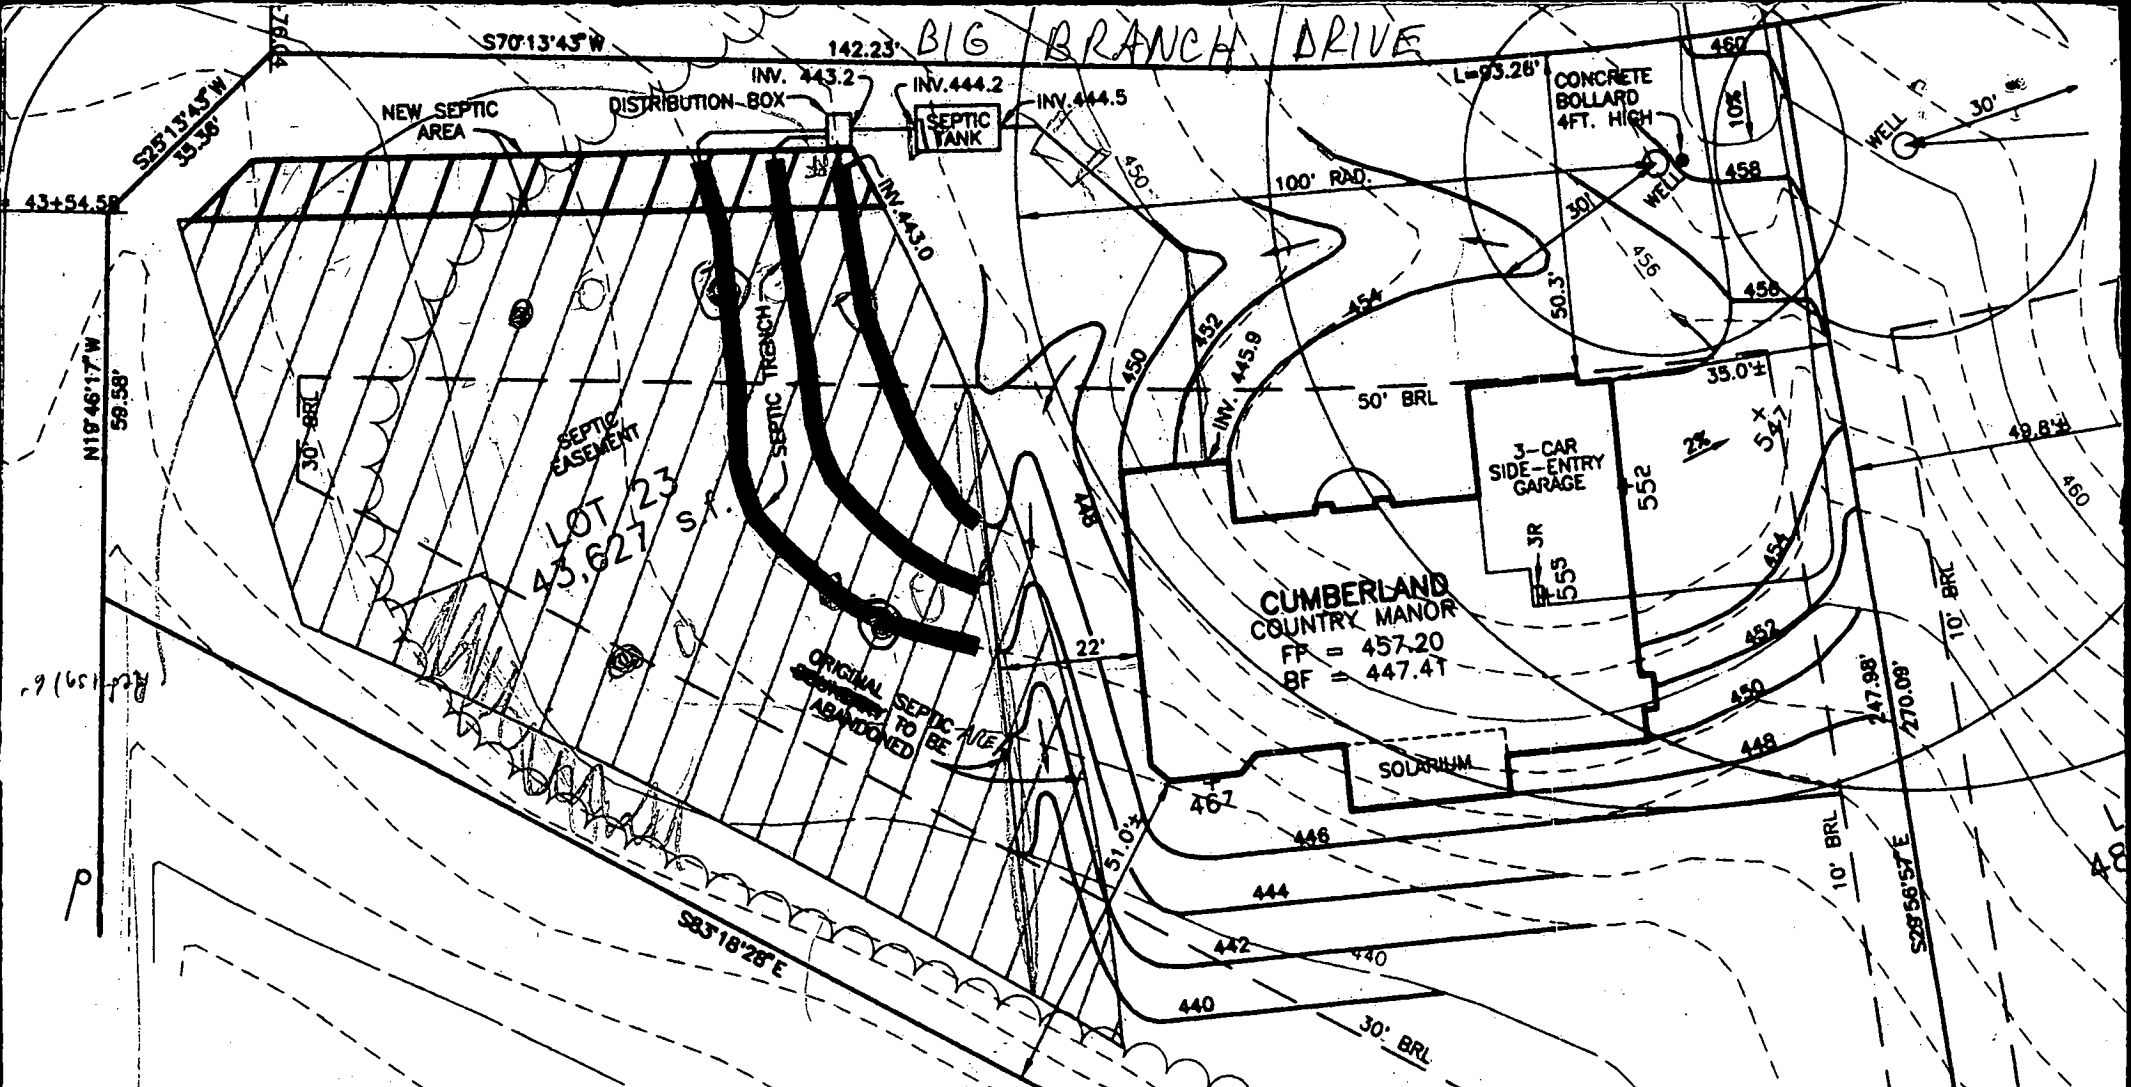 BIG BRANCH DRIVE
S70°13'43"W
142.23'
L=93.26'
76.04
S25°13'43"W
35.36'
43+54.58
N19°46'17"W
59.58'
NEW SEPTIC
AREA
DISTRIBUTION BOX
INV. 443.2
INV.444.2
SEPTIC
TANK
INV.444.5
INV.443.0
450
100' RAD.
CONCRETE
BOLLARD
4FT. HIGH
WELL
30'
460
10%
458
WELL
30'
456
456
50.3'
454
452
450
INV. 445.9
448
50' BRL
35.0'±
30' BRL
SEPTIC
EASEMENT
LOT 23
43,627 S.F.
SEPTIC TRENCH
3-CAR
SIDE-ENTRY
GARAGE
3R
552
555
2%
547
49.8'±
460
10' BRL
CUMBERLAND
COUNTRY MANOR
FF = 457.20
BF = 447.41
22'
ORIGINAL SEPTIC AREA
TO BE
ABANDONED
SOLARIUM
467
51.0'±
454
452
450
448
446
444
442
440
440
247.98'
270.09'
10' BRL
S28°56'57"E
48
S83°18'28"E
30' BRL